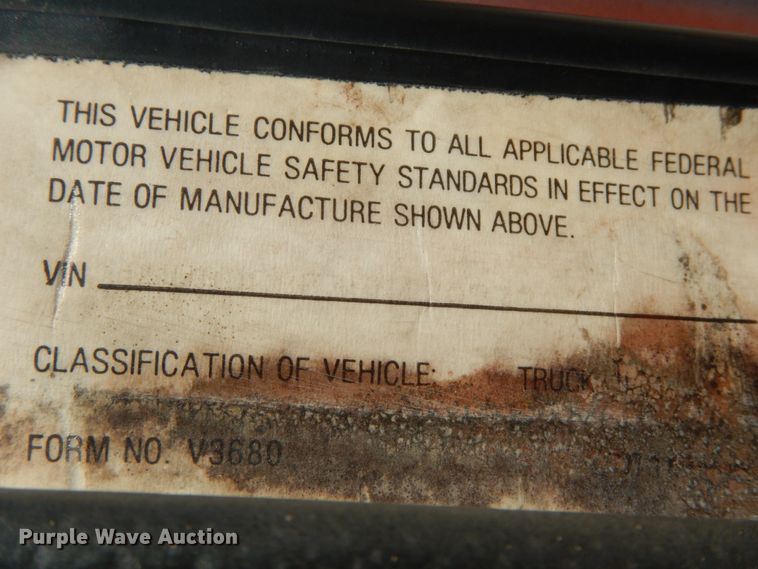 THIS VEHICLE CONFORMS TO ALL APPLICABLE FEDERAL
MOTOR VEHICLE SAFETY STANDARDS IN EFFECT ON THE
DATE OF MANUFACTURE SHOWN ABOVE.
VIN
CLASSIFICATION OF VEHICLE: TRUCK
FORM NO. V3680
Purple Wave Auction